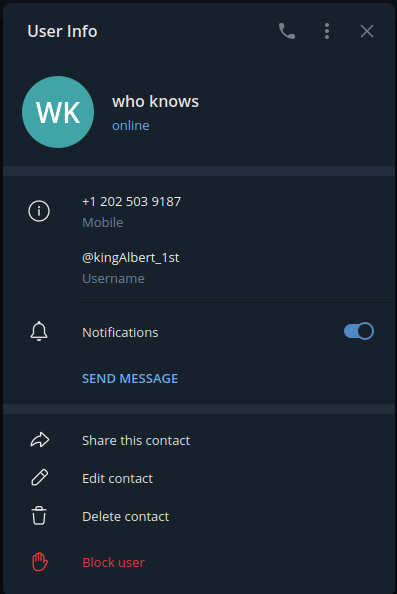 User Info
WK
who knows
online
+1 202 503 9187
Mobile
@kingAlbert_1st
Username
Notifications
SEND MESSAGE
Share this contact
Edit contact
Delete contact
Block user